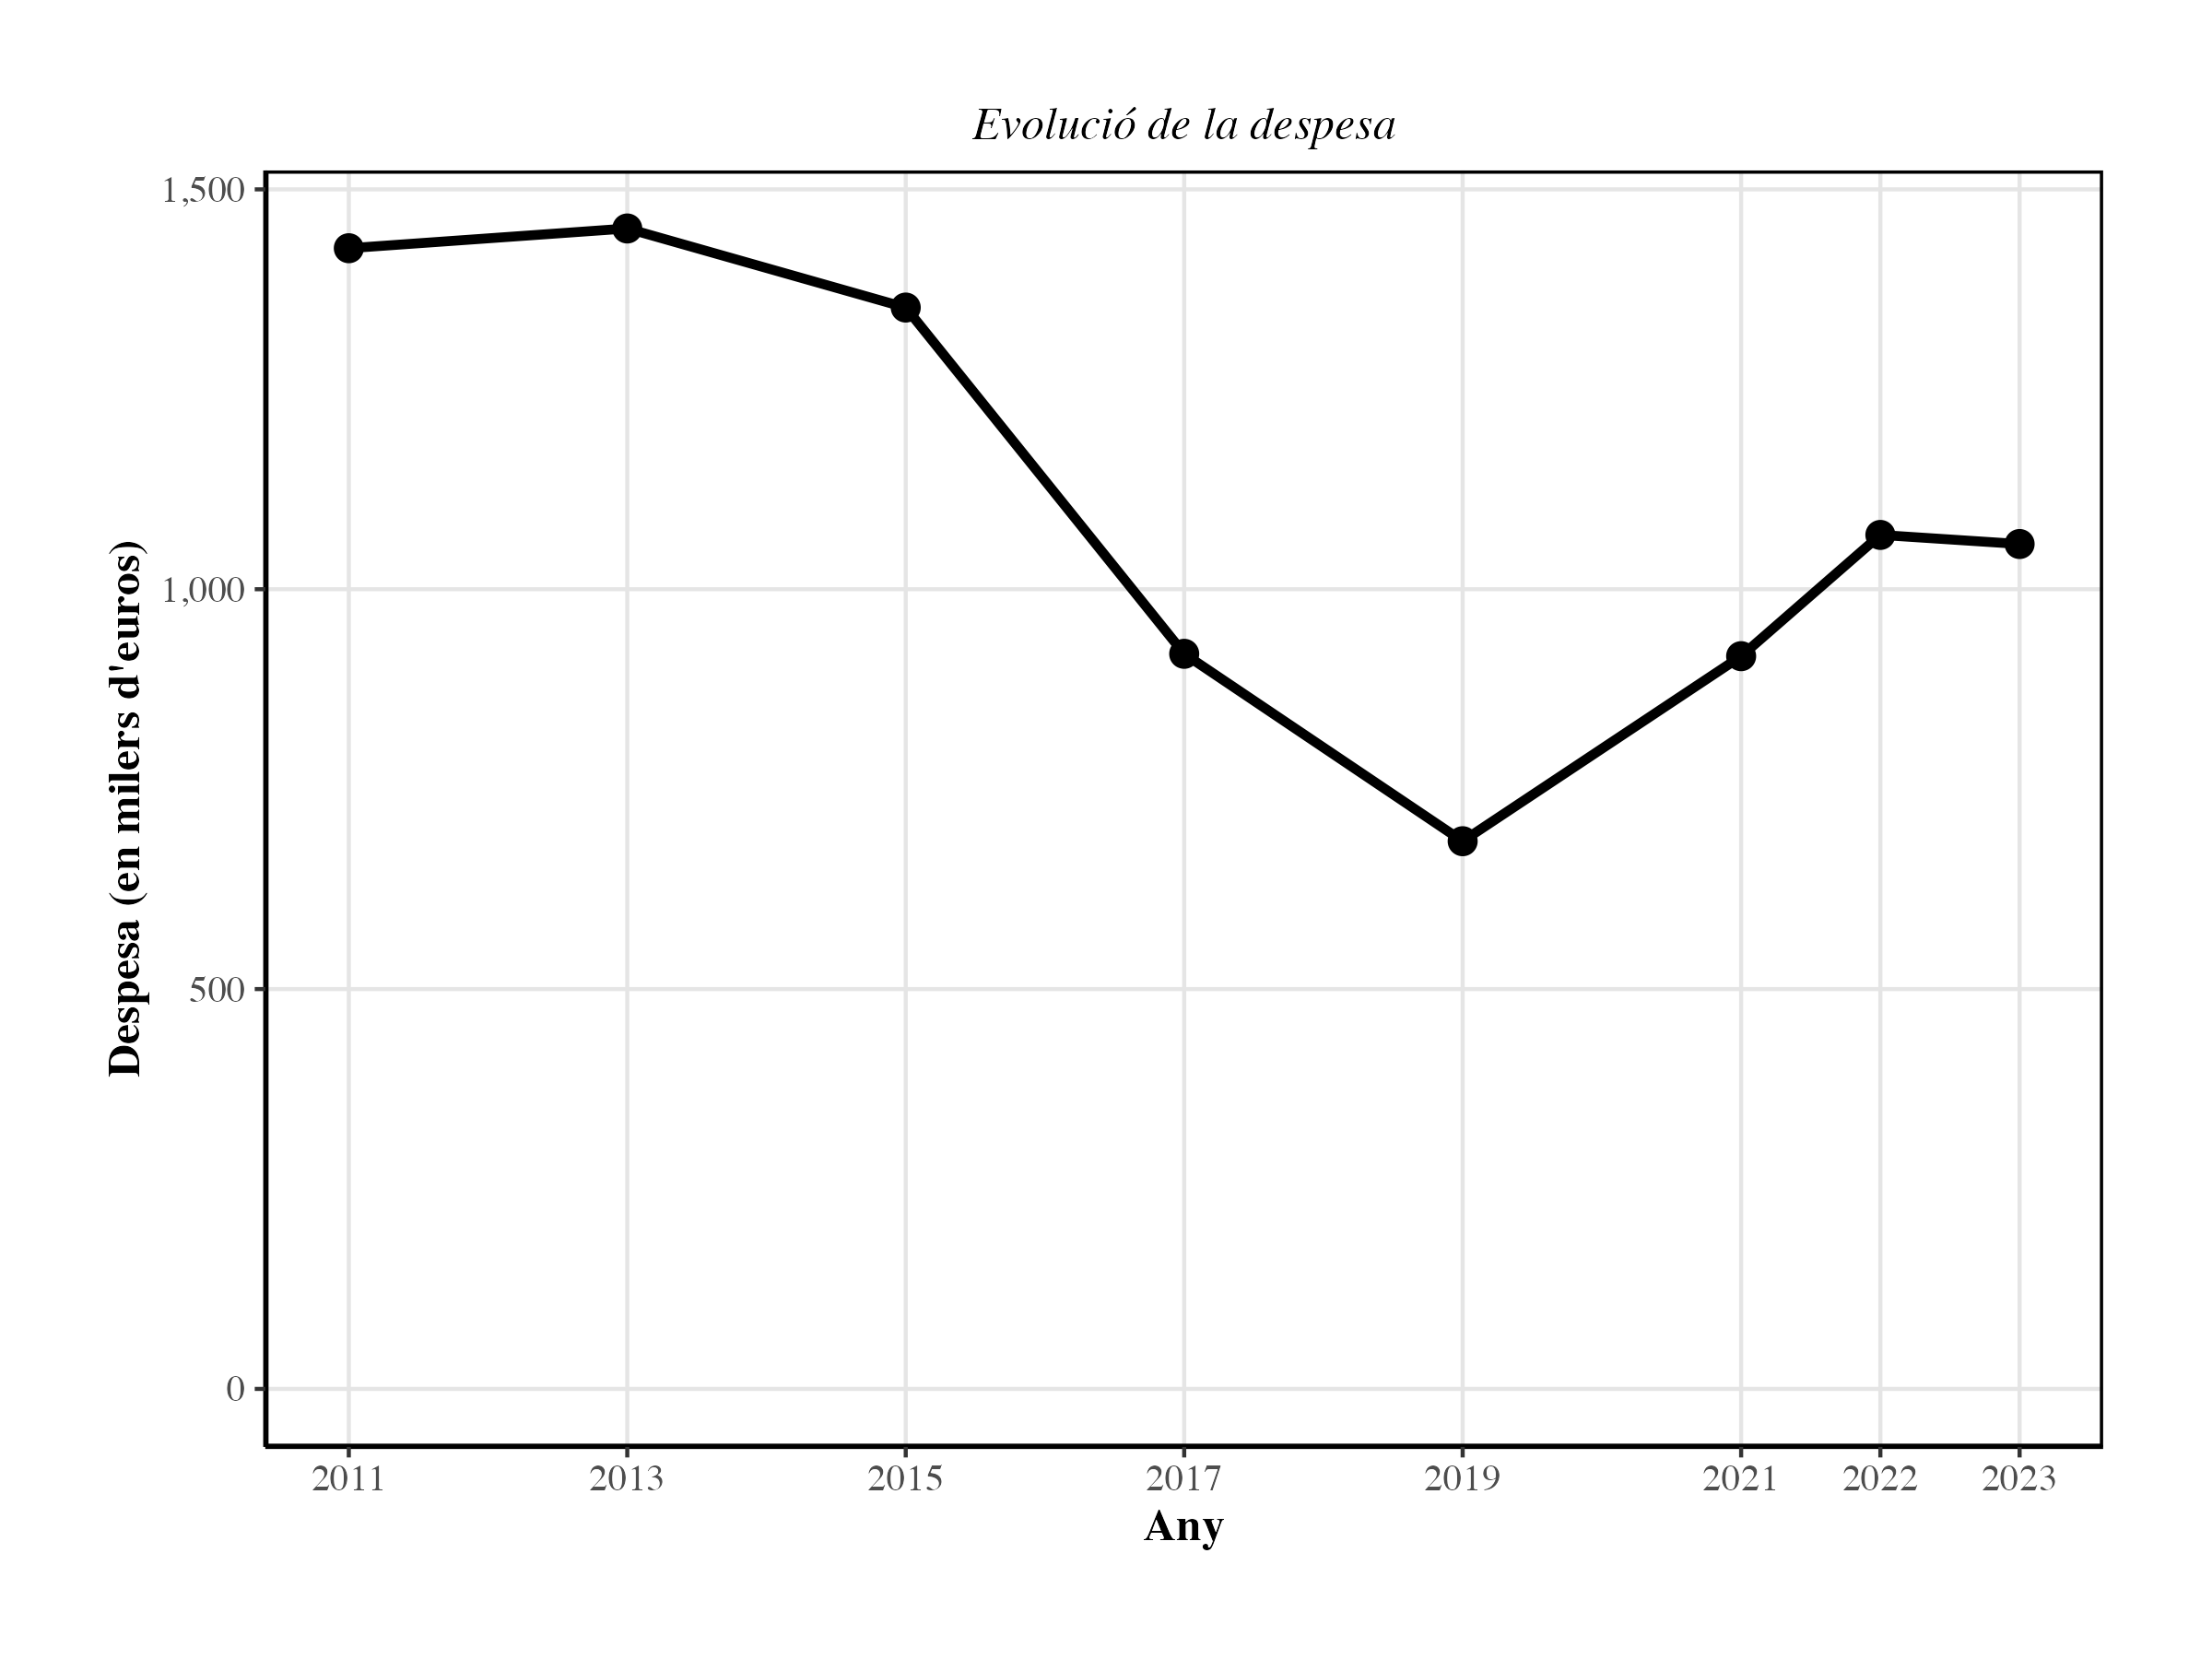 Evolució de la despesa
Despesa (en milers d'euros)
1,500
1,000
500
0
2011 2013 2015 2017 2019 2021 2022 2023
Any